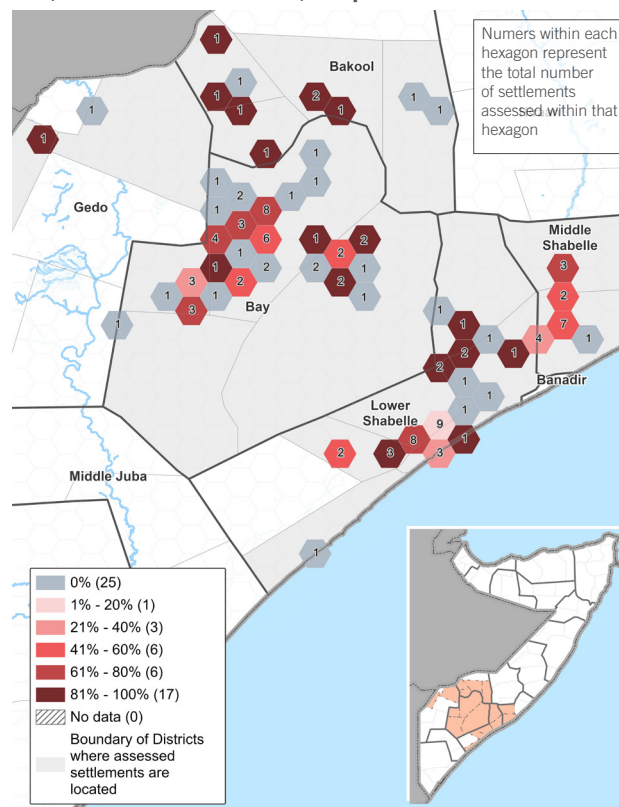 Numers within each
hexagon represent
the total number
of settlements
assessed within that
hexagon
1
Bakool
1
1 2 1
1 1 1 1
1
1 1
1 1
2 1
Gedo
1 8
3
Middle
Shabelle
4 6 1 2
1 2
1 2 2 1 3
3 2 2
1 1 1 2
Bay
3 1
1 1 7
1 4 1
2 1
2
1
Banadir
1
Lower
Shabelle
1
9
8 1
2 3 3
Middle Juba
1
0% (25)
1% - 20% (1)
21% - 40% (3)
41% - 60% (6)
61% - 80% (6)
81% - 100% (17)
No data (0)
Boundary of Districts
where assessed
settlements are
located